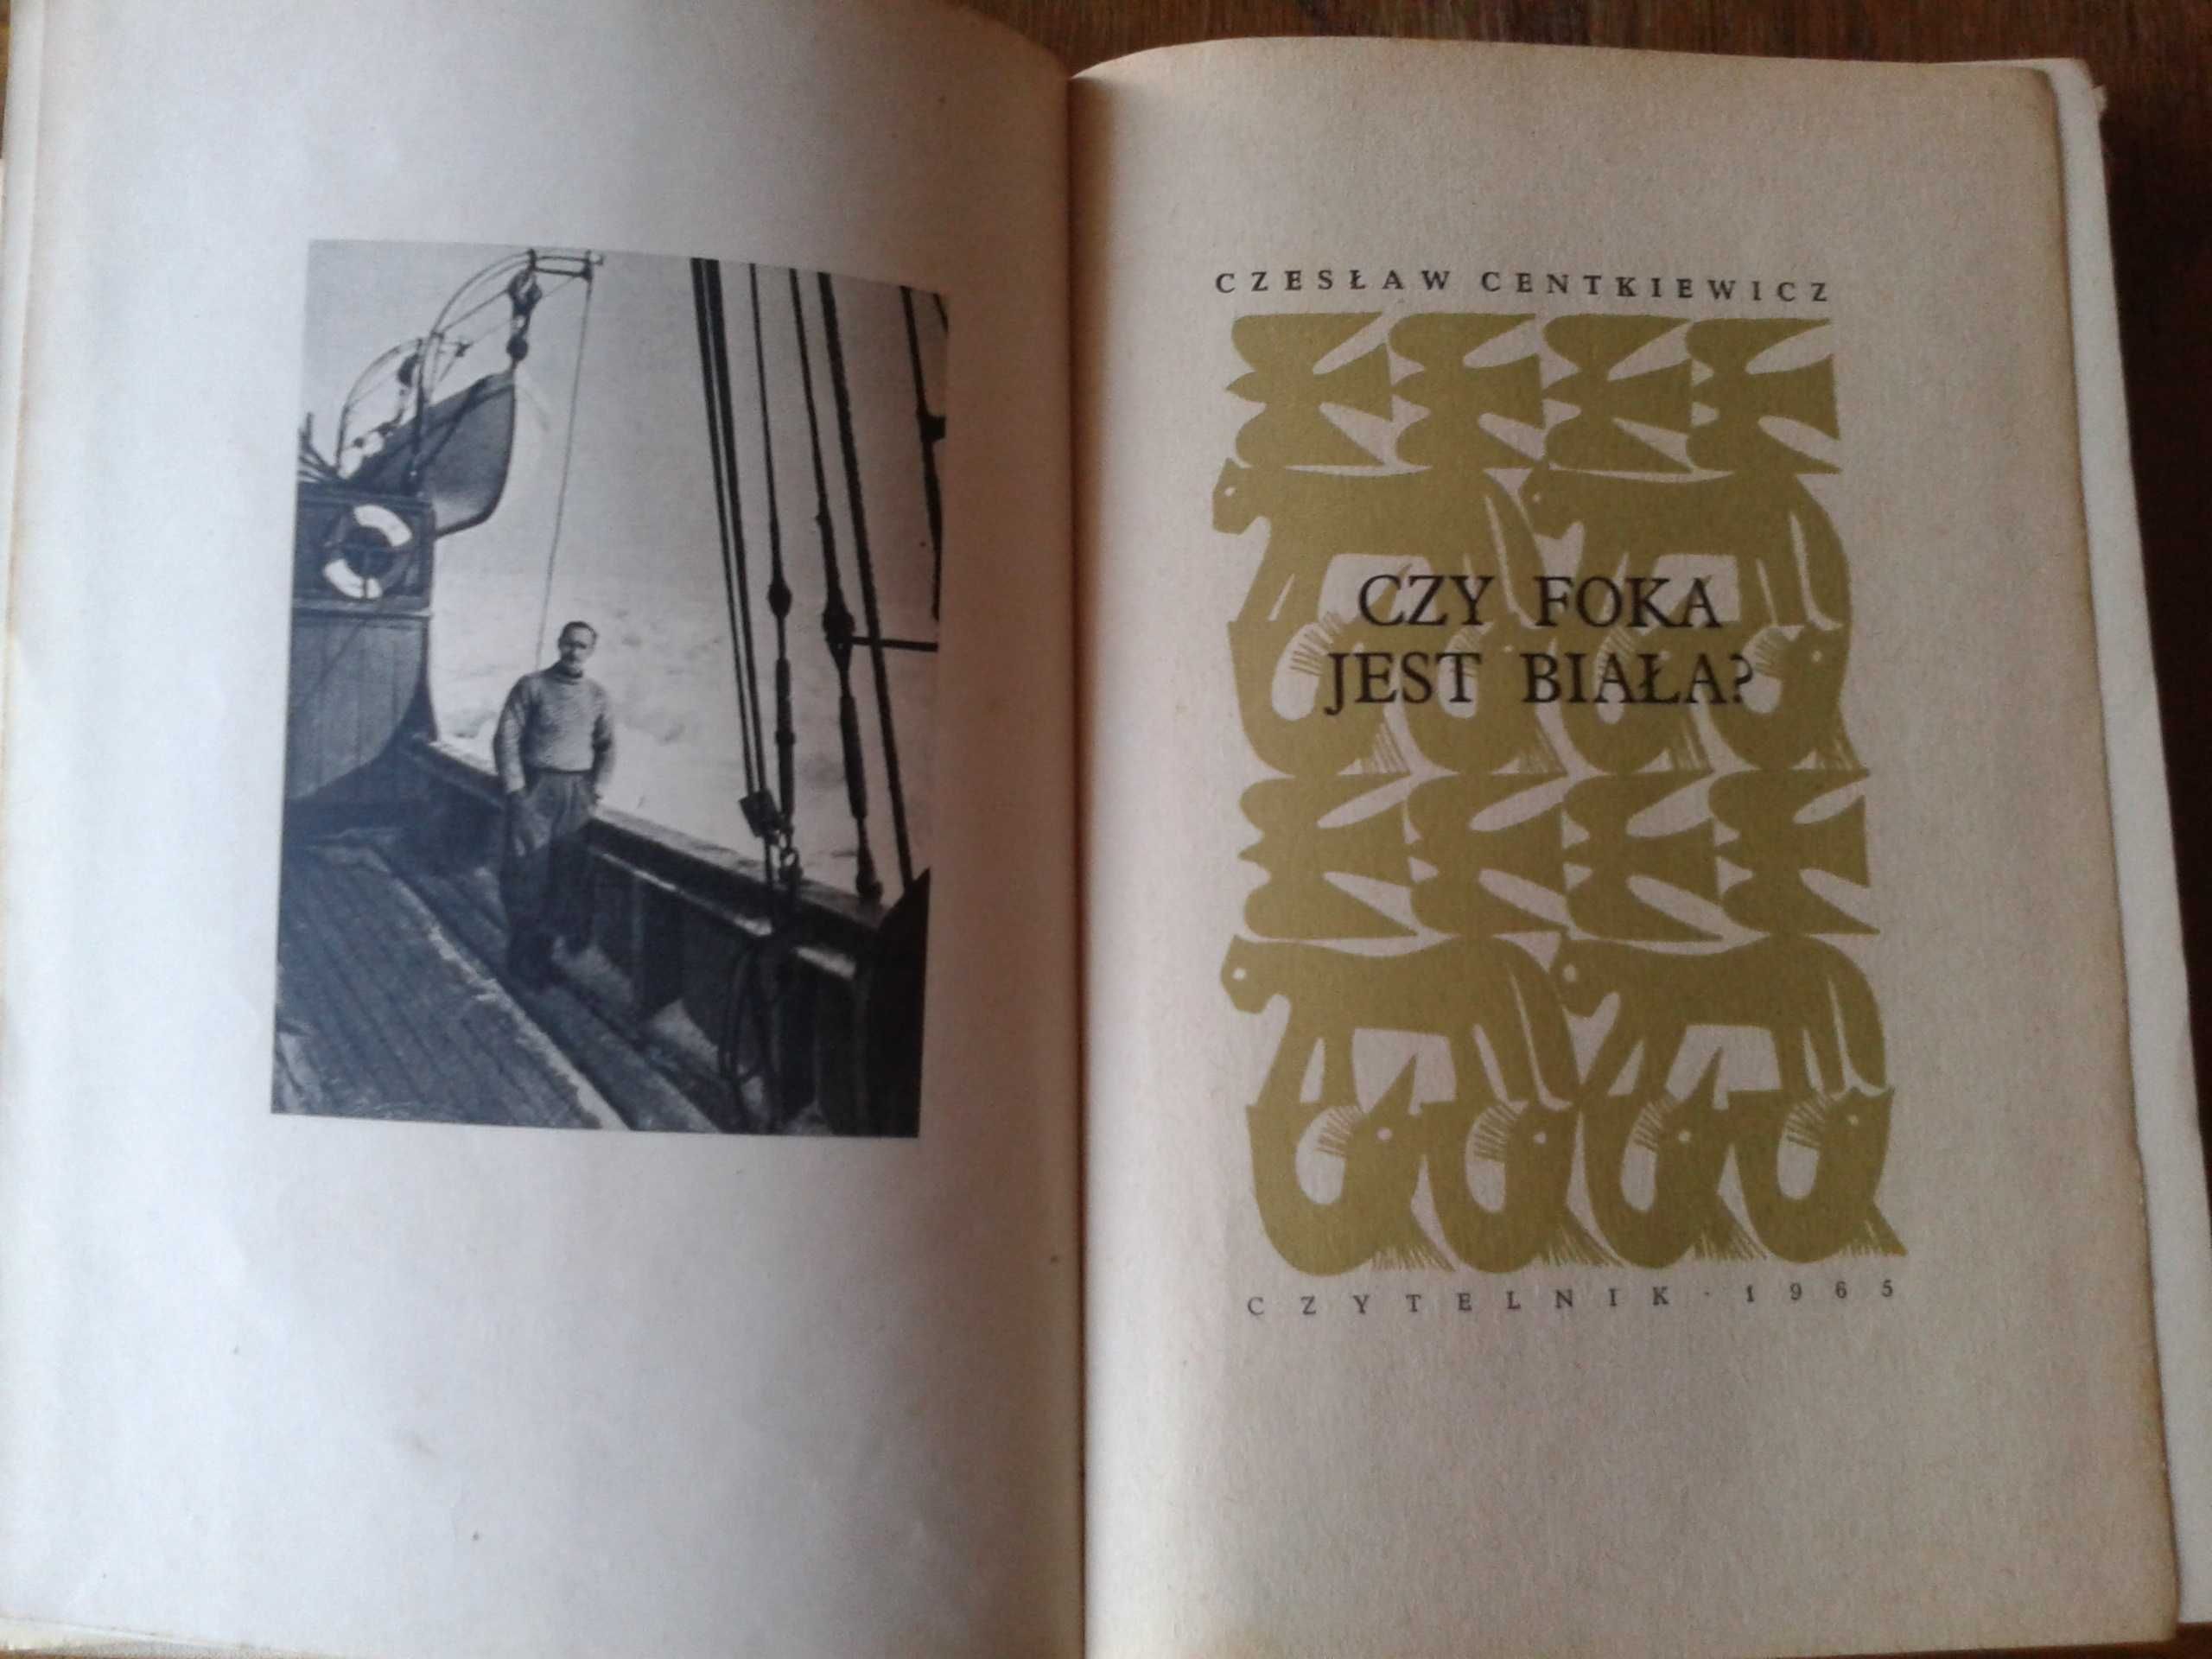 CZESŁAW CENTKIEWICZ
CZY FOKA
JEST BIAŁA?
CZYTELNIK · 1965